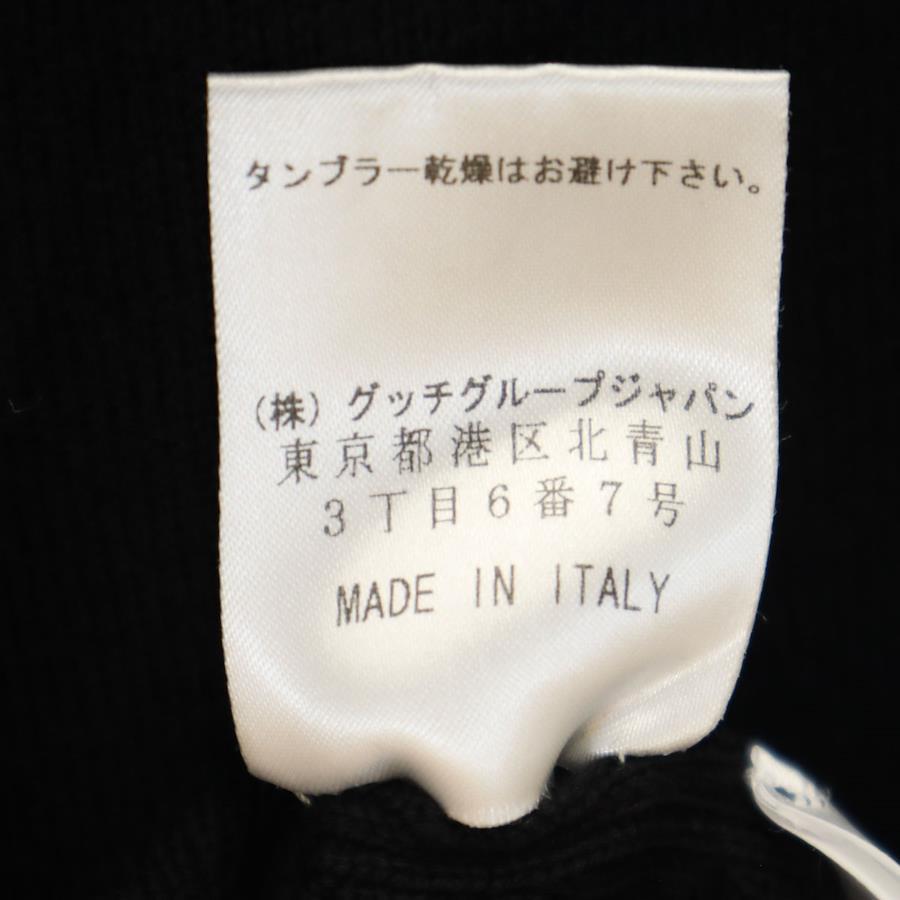 タンブラー乾燥はお避け下さい。
（株）グッチグループジャパン
東京都港区北青山
3丁目6番7号
MADE IN ITALY